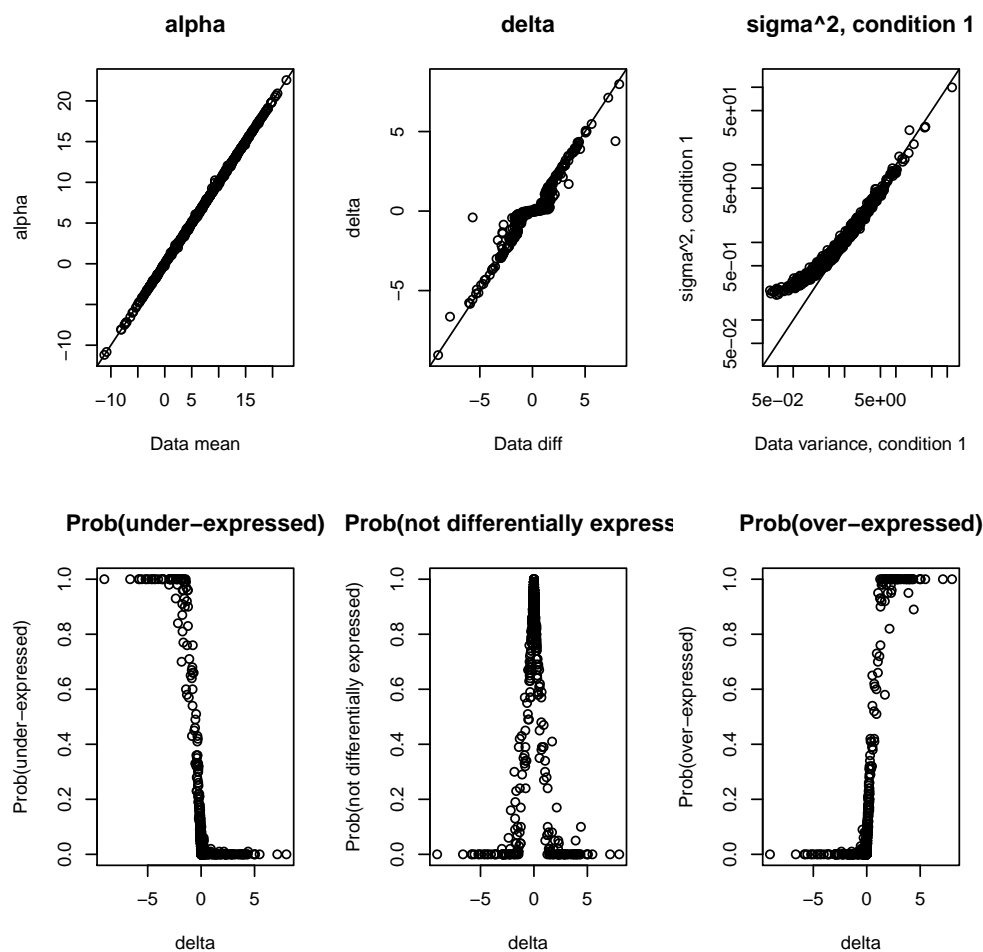 alpha
delta
sigma^2, condition 1
alpha
−10
0
5
10
15
20
−10
0
5
15
Data mean
delta
−5
0
5
−5
0
5
Data diff
sigma^2, condition 1
5e−02
5e−01
5e+00
5e+01
5e−02
5e+00
Data variance, condition 1
Prob(under−expressed)
Prob(not differentially express
Prob(over−expressed)
Prob(under−expressed)
0.0
0.2
0.4
0.6
0.8
1.0
−5
0
5
delta
Prob(not differentially expressed)
0.0
0.2
0.4
0.6
0.8
1.0
−5
0
5
delta
Prob(over−expressed)
0.0
0.2
0.4
0.6
0.8
1.0
−5
0
5
delta